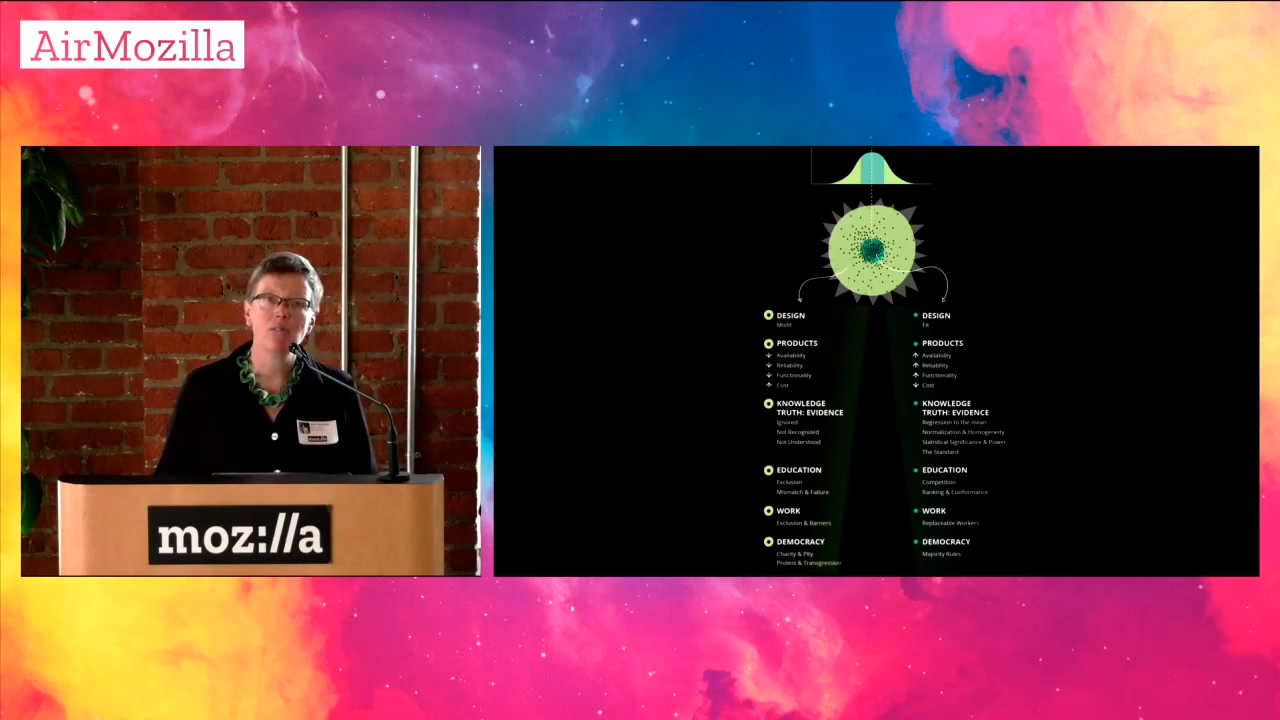 AirMozilla
moz://a
DESIGN
Misfit
PRODUCTS
Availability
Reliability
Functionality
Cost
KNOWLEDGE
TRUTH: EVIDENCE
Ignored
Not Recognized
Not Understood
EDUCATION
Exclusion
Mismatch & Failure
WORK
Exclusion & Barriers
DEMOCRACY
Charity & Pity
Protest & Transgression
DESIGN
Fit
PRODUCTS
Availability
Reliability
Functionality
Cost
KNOWLEDGE
TRUTH: EVIDENCE
Regression to the mean
Normalization & Homogeneity
Statistical Significance & Power
The Standard
EDUCATION
Competition
Ranking & Conformance
WORK
Replaceable Workers
DEMOCRACY
Majority Rules